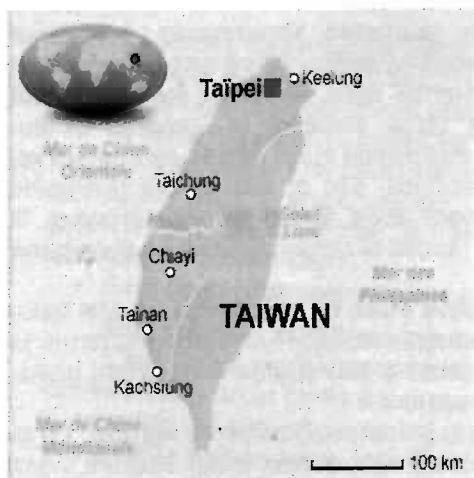 Taïpei
Keelung
Mer de Chine
Orientale
Taichung
Chiayi
Mer des
Philippines
Tainan
TAIWAN
Kaohsiung
Mer de Chine
Méridionale
100 km